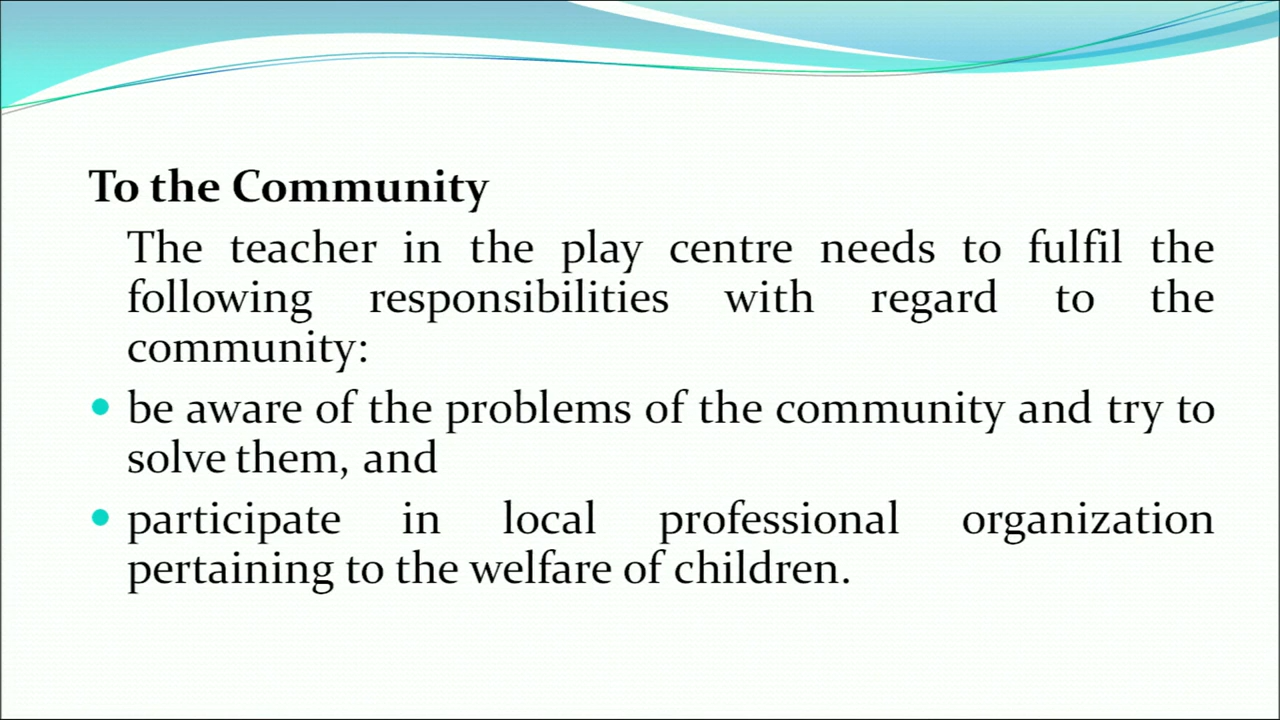 To the Community
The teacher in the play centre needs to fulfil the
following responsibilities with regard to the
community:
• be aware of the problems of the community and try to
solve them, and
• participate in local professional organization
pertaining to the welfare of children.